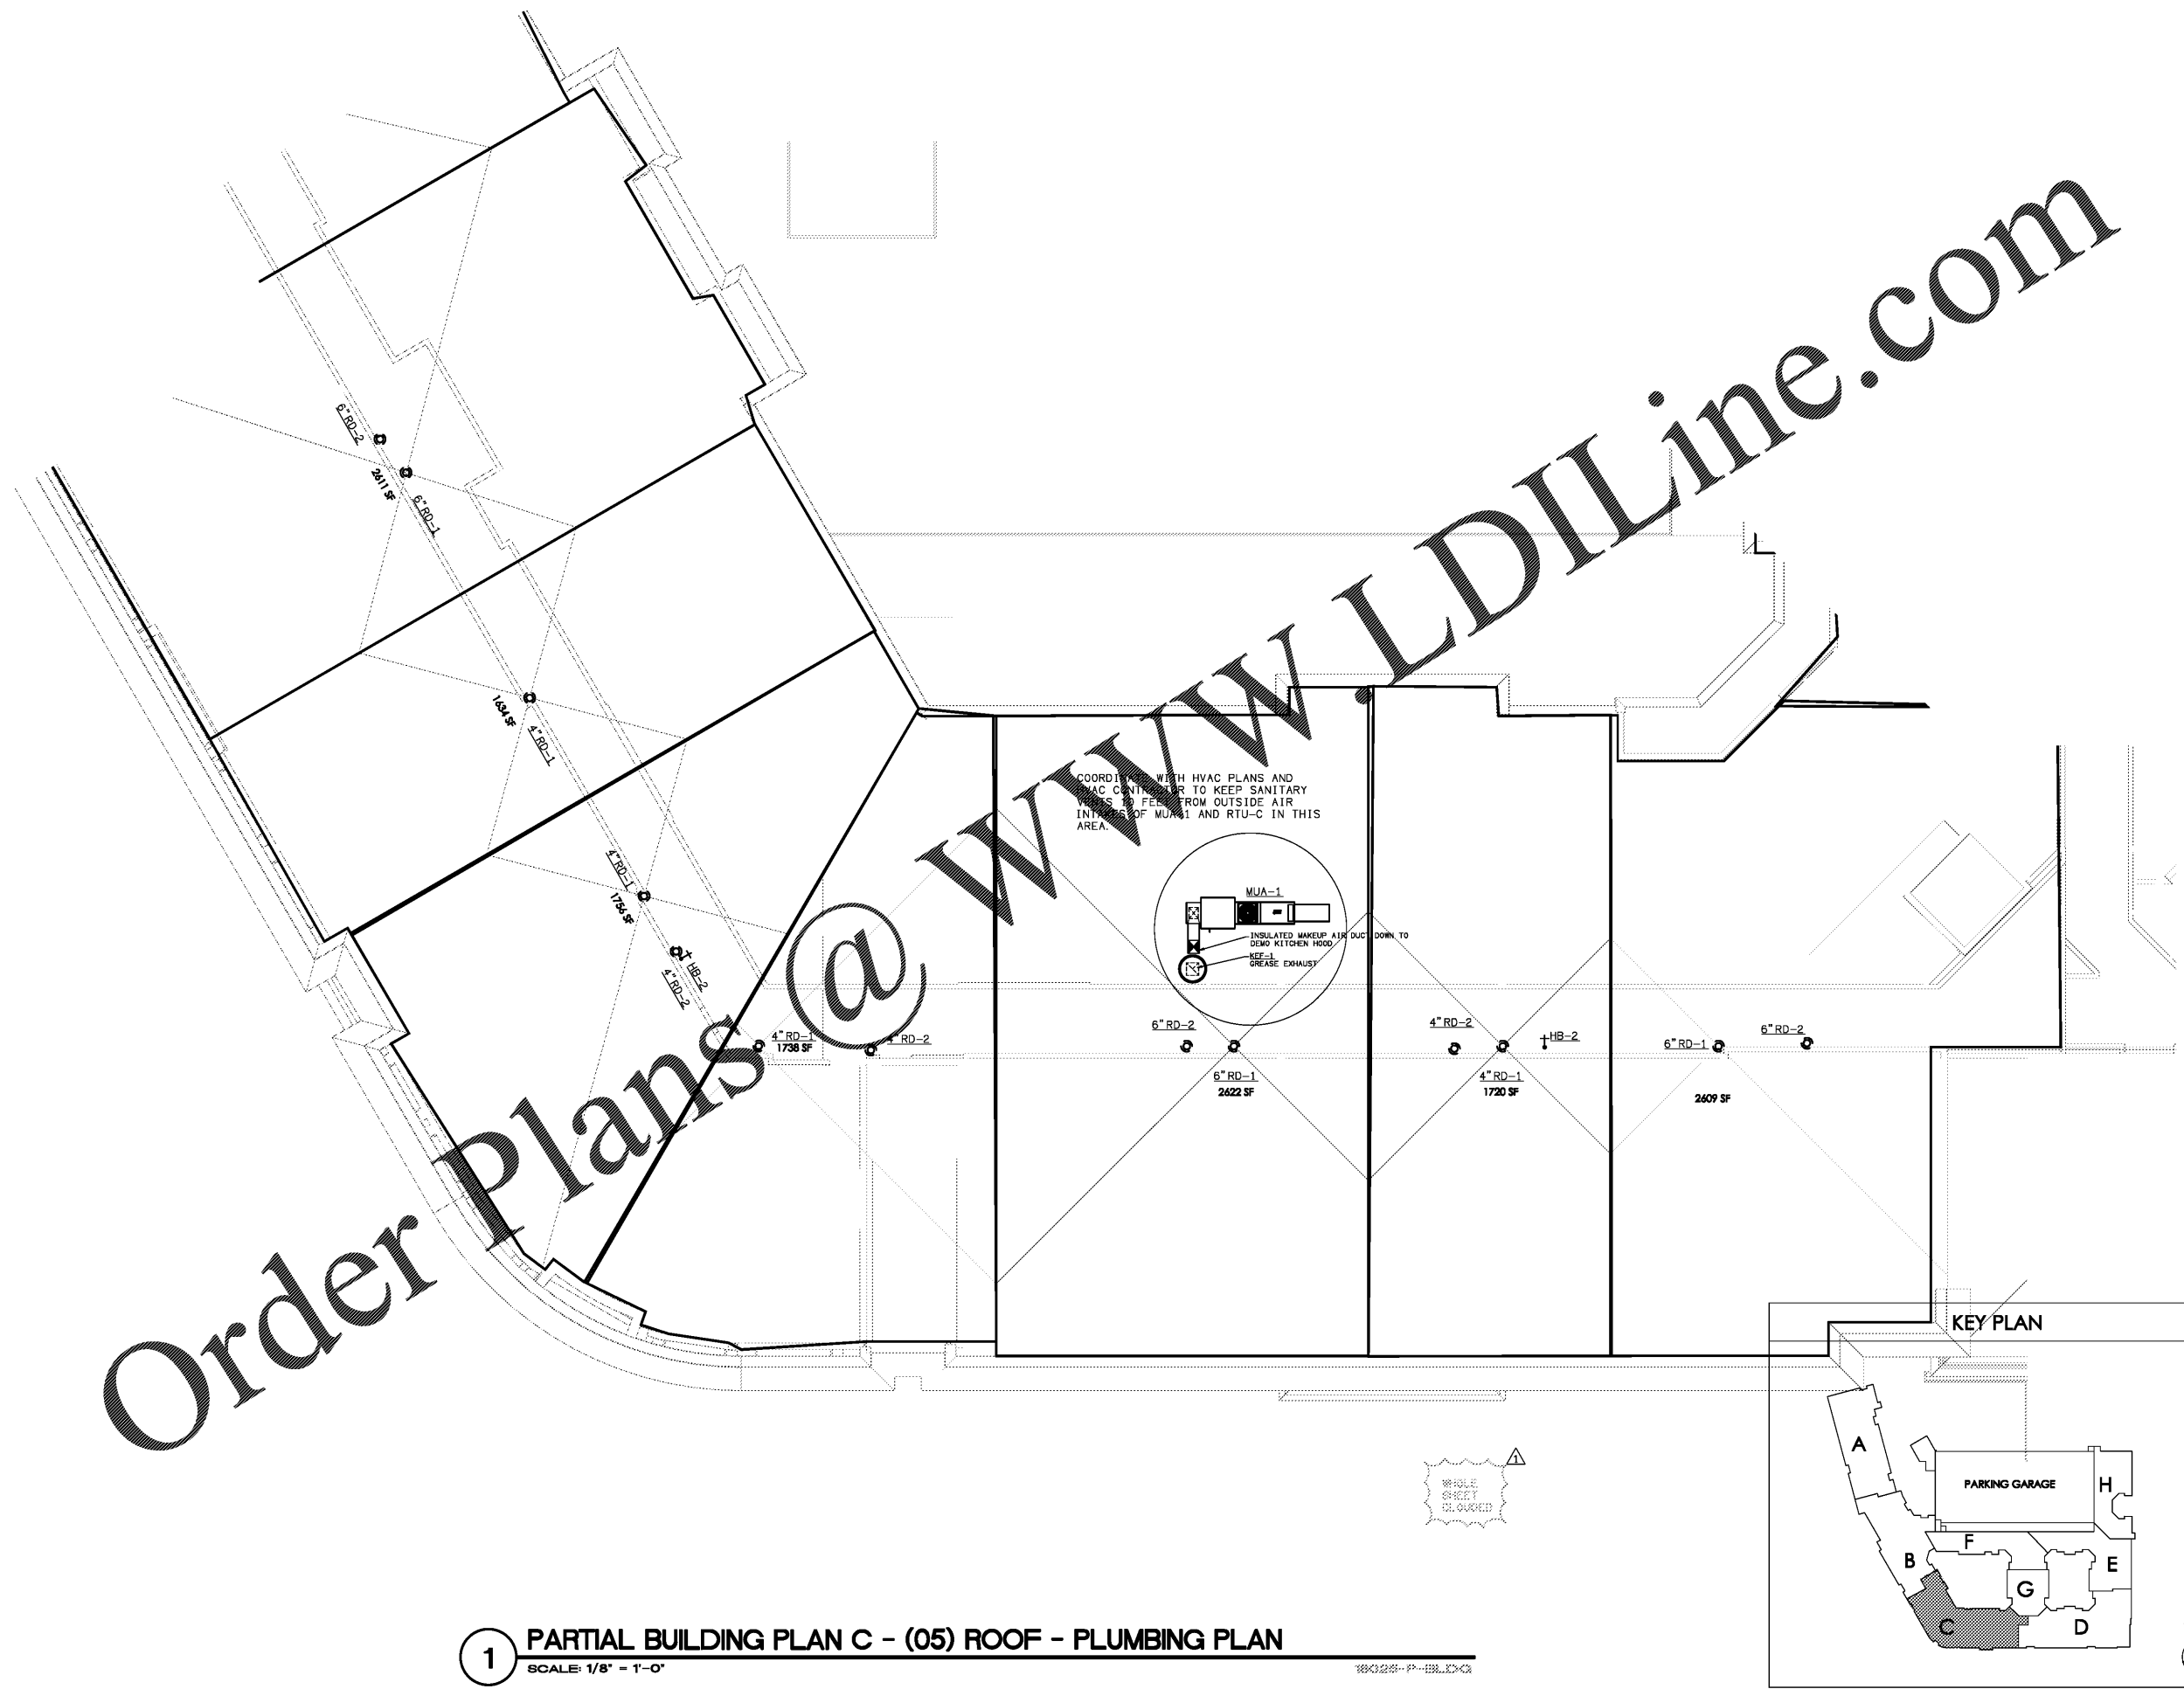 6"RD-2
2611 SF
6"RD-1
1634 SF
4"RD-1
4"RD-1
1756 SF
HB-2
4"RD-2
Order Plans @ www.LDILine.com
COORDINATE WITH HVAC PLANS AND
HVAC CONTRACTOR TO KEEP SANITARY
VENTS 10 FEET FROM OUTSIDE AIR
INTAKES OF MUA-1 AND RTU-C IN THIS
AREA.
MUA-1
INSULATED MAKEUP AIR DUCT DOWN TO
DEMO KITCHEN HOOD
KEF-1
GREASE EXHAUST
4"RD-1
1738 SF
4"RD-2
6"RD-2
6"RD-1
2622 SF
4"RD-2
HB-2
4"RD-1
1720 SF
6"RD-1
6"RD-2
2609 SF
KEY PLAN
A
PARKING GARAGE
H
F
B
E
G
C
D
1
WHOLE
SHEET
CLOUDED
1
PARTIAL BUILDING PLAN C - (05) ROOF - PLUMBING PLAN
SCALE: 1/8" = 1'-0"
18025-P-BLDG